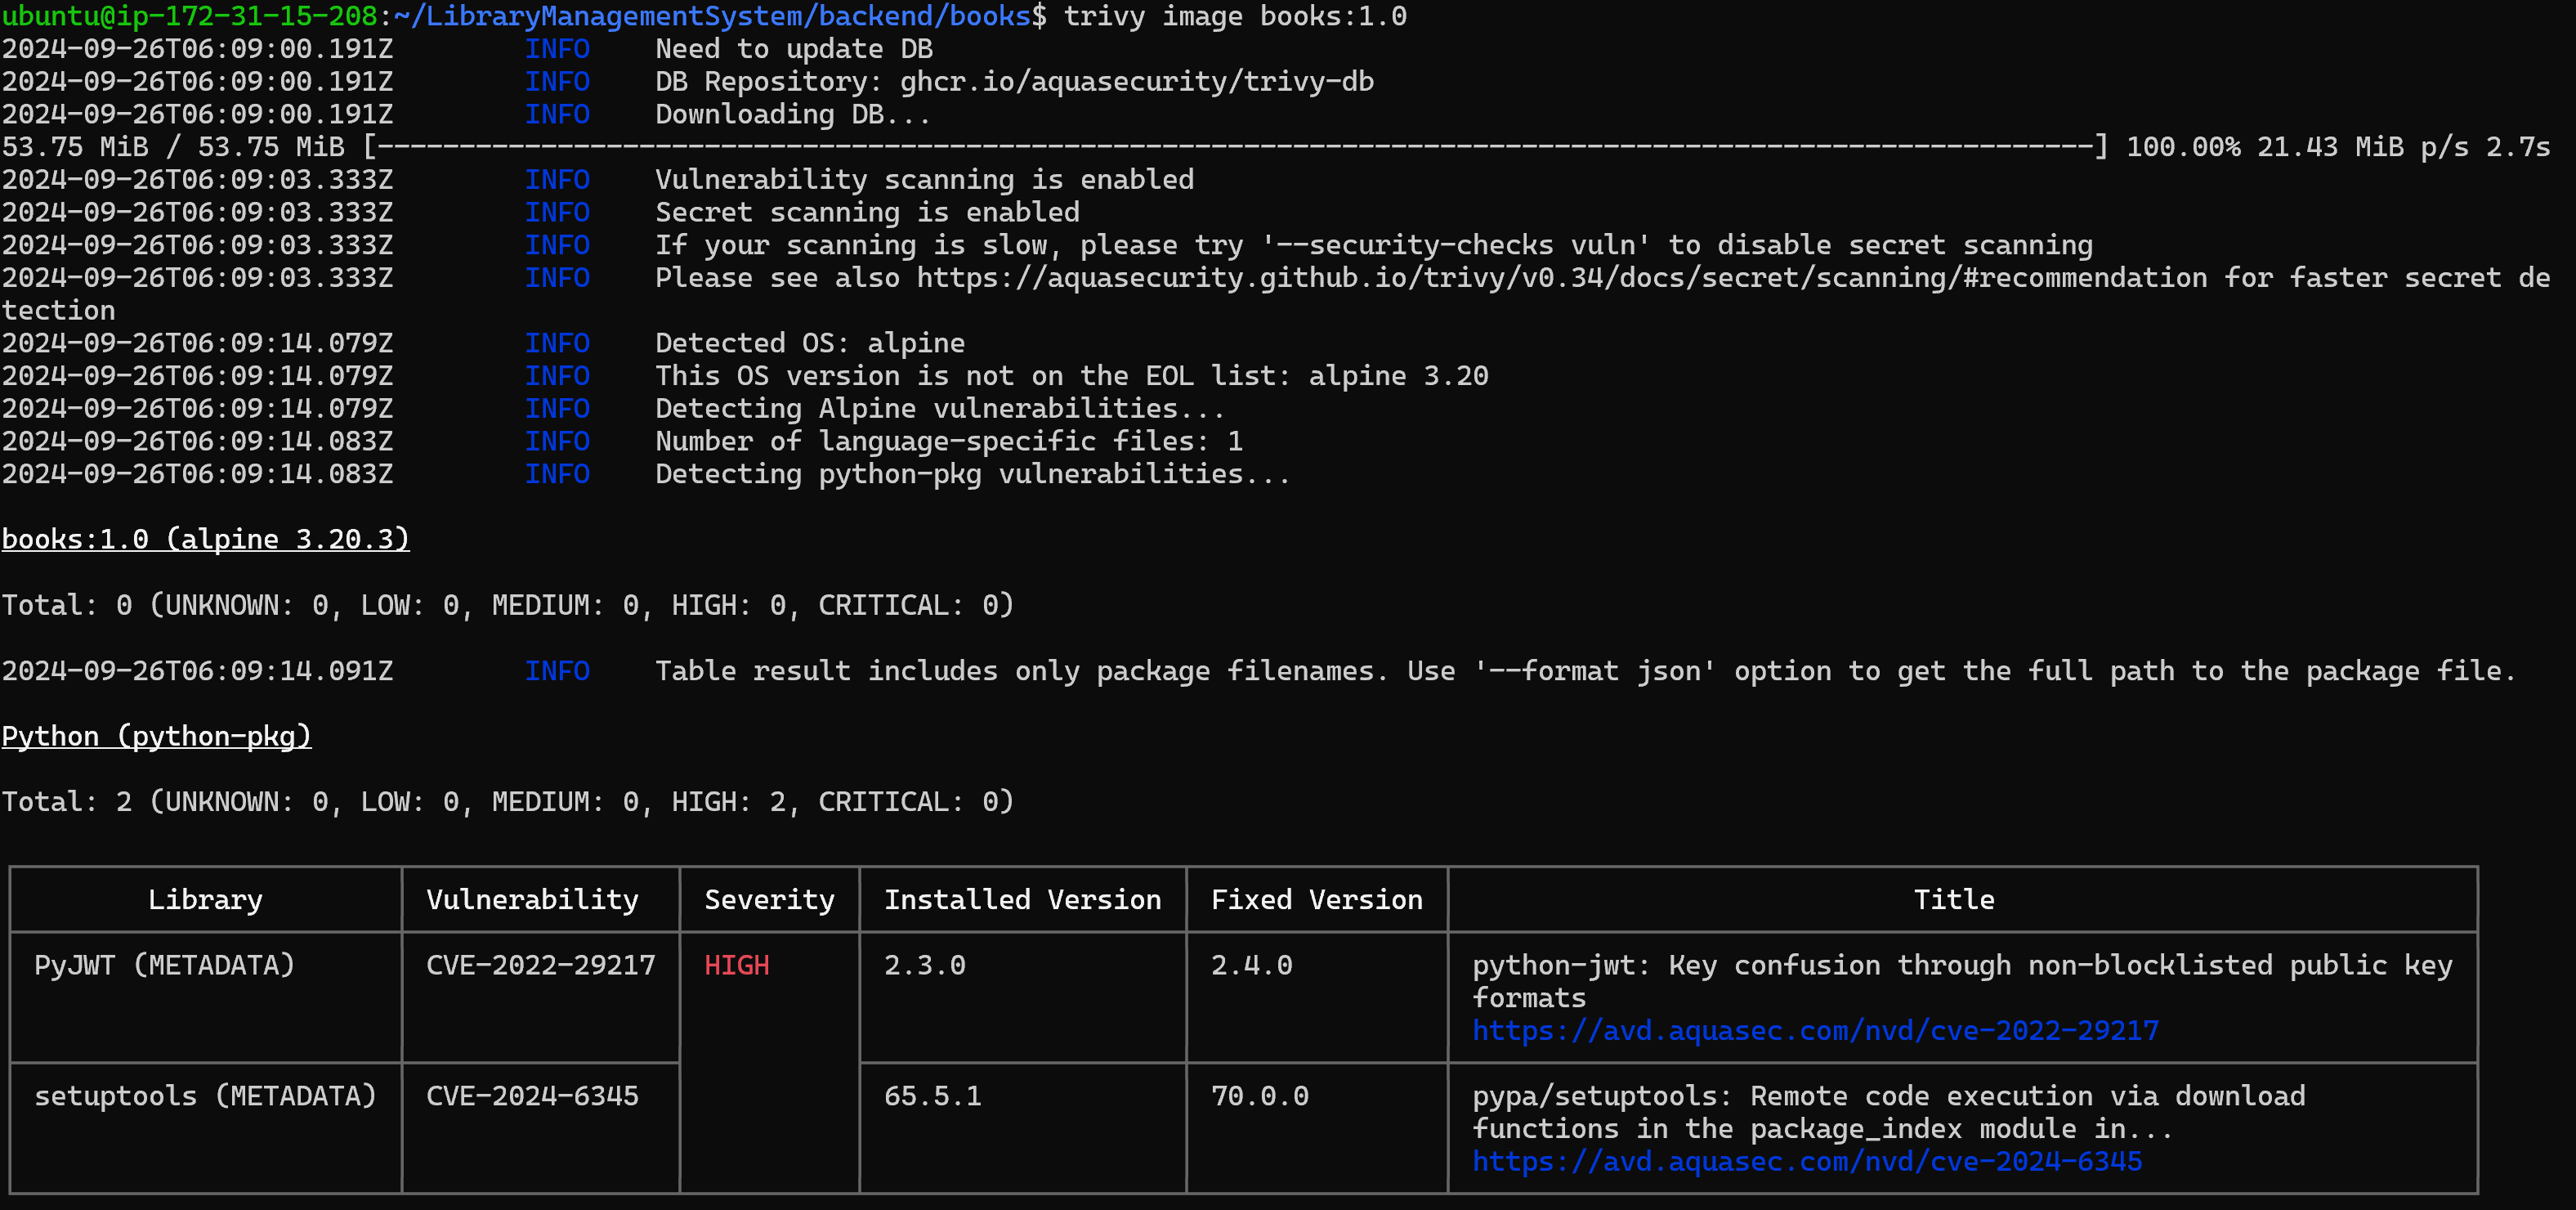 ubuntu@ip-172-31-15-208:~/LibraryManagementSystem/backend/books$ trivy image books:1.0
2024-09-26T06:09:00.191Z        INFO    Need to update DB
2024-09-26T06:09:00.191Z        INFO    DB Repository: ghcr.io/aquasecurity/trivy-db
2024-09-26T06:09:00.191Z        INFO    Downloading DB...
53.75 MiB / 53.75 MiB [---------------------------------------------------------------------------------------------------------] 100.00% 21.43 MiB p/s 2.7s
2024-09-26T06:09:03.333Z        INFO    Vulnerability scanning is enabled
2024-09-26T06:09:03.333Z        INFO    Secret scanning is enabled
2024-09-26T06:09:03.333Z        INFO    If your scanning is slow, please try '--security-checks vuln' to disable secret scanning
2024-09-26T06:09:03.333Z        INFO    Please see also https://aquasecurity.github.io/trivy/v0.34/docs/secret/scanning/#recommendation for faster secret de
tection
2024-09-26T06:09:14.079Z        INFO    Detected OS: alpine
2024-09-26T06:09:14.079Z        INFO    This OS version is not on the EOL list: alpine 3.20
2024-09-26T06:09:14.079Z        INFO    Detecting Alpine vulnerabilities...
2024-09-26T06:09:14.083Z        INFO    Number of language-specific files: 1
2024-09-26T06:09:14.083Z        INFO    Detecting python-pkg vulnerabilities...
books:1.0 (alpine 3.20.3)
Total: 0 (UNKNOWN: 0, LOW: 0, MEDIUM: 0, HIGH: 0, CRITICAL: 0)
2024-09-26T06:09:14.091Z        INFO    Table result includes only package filenames. Use '--format json' option to get the full path to the package file.
Python (python-pkg)
Total: 2 (UNKNOWN: 0, LOW: 0, MEDIUM: 0, HIGH: 2, CRITICAL: 0)
Library Vulnerability Severity Installed Version Fixed Version Title
PyJWT (METADATA) CVE-2022-29217 HIGH 2.3.0 2.4.0 python-jwt: Key confusion through non-blocklisted public key
formats
https://avd.aquasec.com/nvd/cve-2022-29217
setuptools (METADATA) CVE-2024-6345 65.5.1 70.0.0 pypa/setuptools: Remote code execution via download
functions in the package_index module in...
https://avd.aquasec.com/nvd/cve-2024-6345